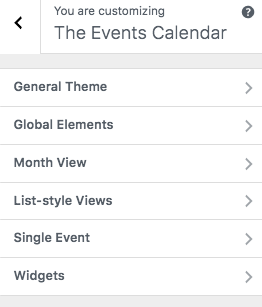 You are customizing
The Events Calendar
General Theme
Global Elements
Month View
List-style Views
Single Event
Widgets